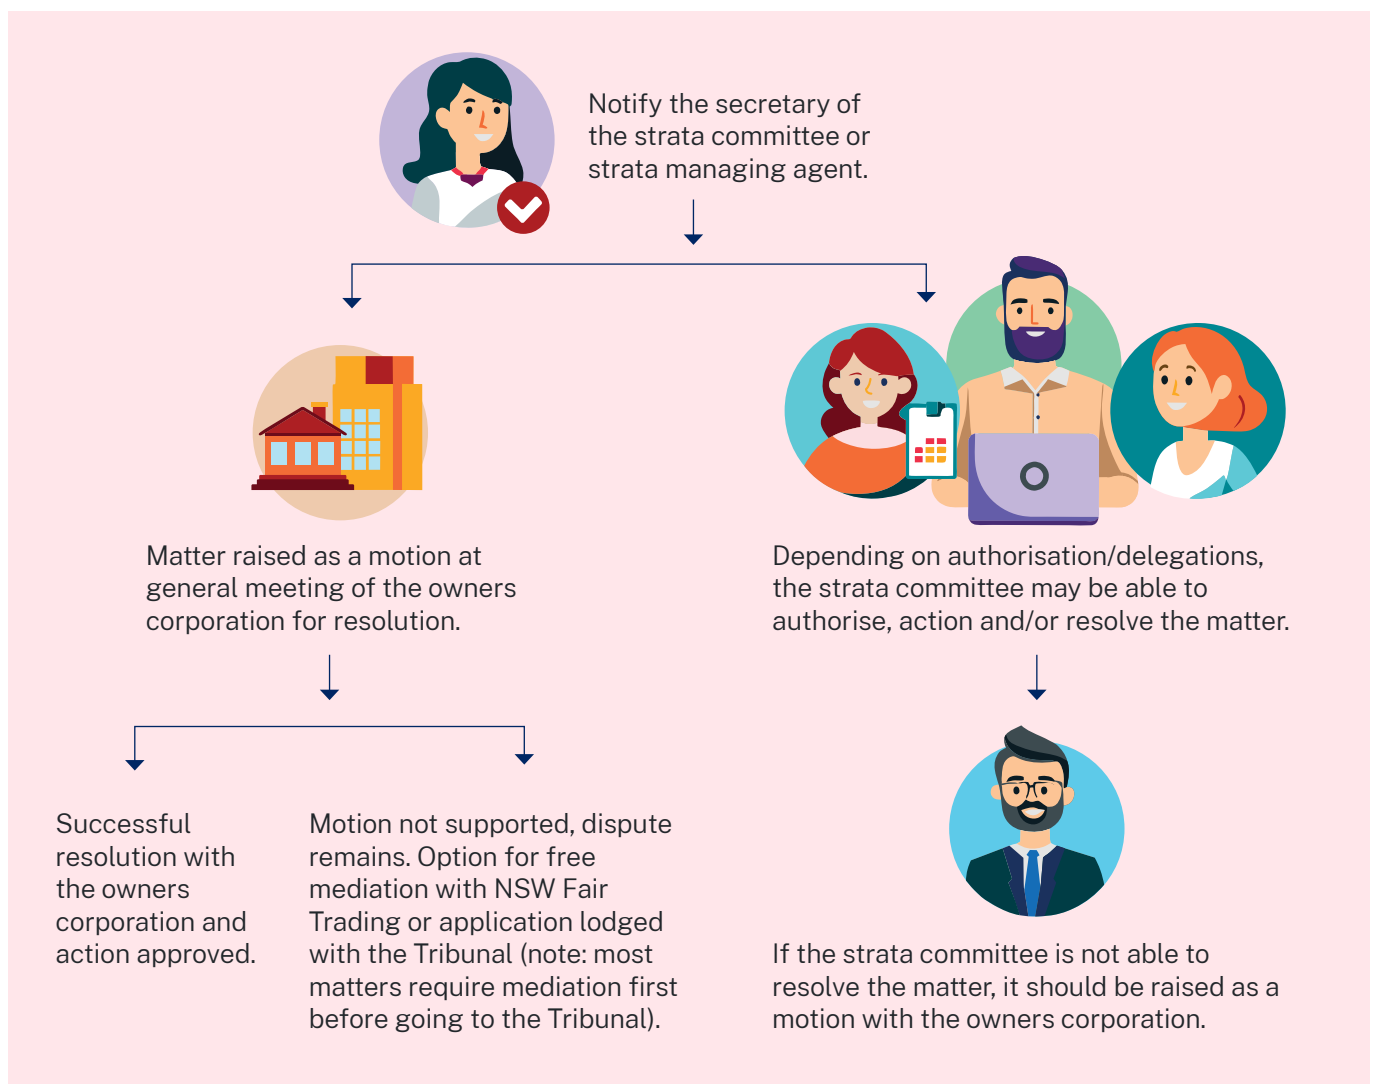 Notify the secretary of
the strata committee or
strata managing agent.
Matter raised as a motion at
general meeting of the owners
corporation for resolution.
Depending on authorisation/delegations,
the strata committee may be able to
authorise, action and/or resolve the matter.
Successful
resolution with
the owners
corporation and
action approved.
Motion not supported, dispute
remains. Option for free
mediation with NSW Fair
Trading or application lodged
with the Tribunal (note: most
matters require mediation first
before going to the Tribunal).
If the strata committee is not able to
resolve the matter, it should be raised as a
motion with the owners corporation.